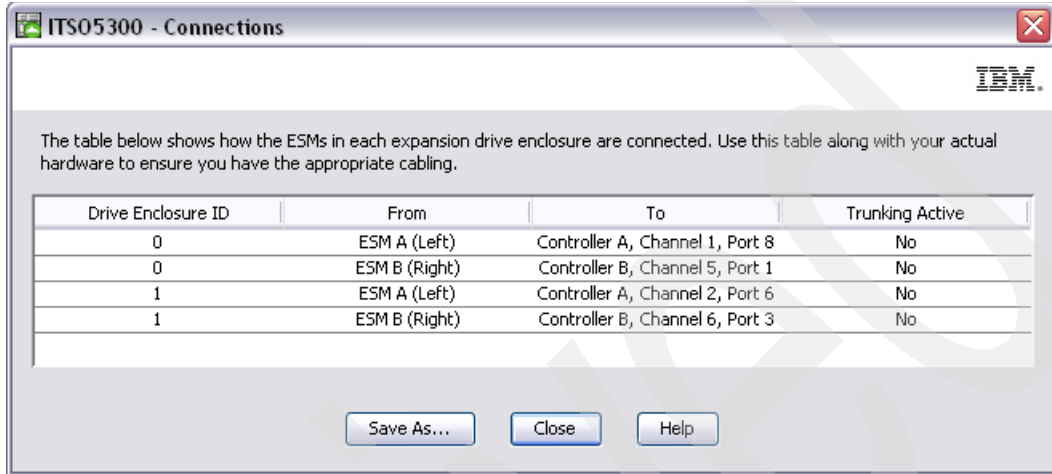 ITSO5300 - Connections
IBM.
The table below shows how the ESMs in each expansion drive enclosure are connected. Use this table along with your actual
hardware to ensure you have the appropriate cabling.
Drive Enclosure ID From To Trunking Active
0 ESM A (Left) Controller A, Channel 1, Port 8 No
0 ESM B (Right) Controller B, Channel 5, Port 1 No
1 ESM A (Left) Controller A, Channel 2, Port 6 No
1 ESM B (Right) Controller B, Channel 6, Port 3 No
Save As... Close Help